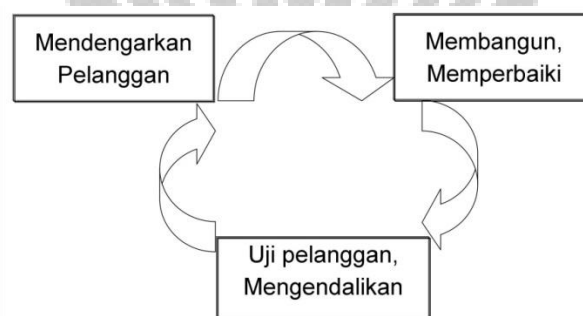 Mendengarkan
Pelanggan
Membangun,
Memperbaiki
Uji pelanggan,
Mengendalikan